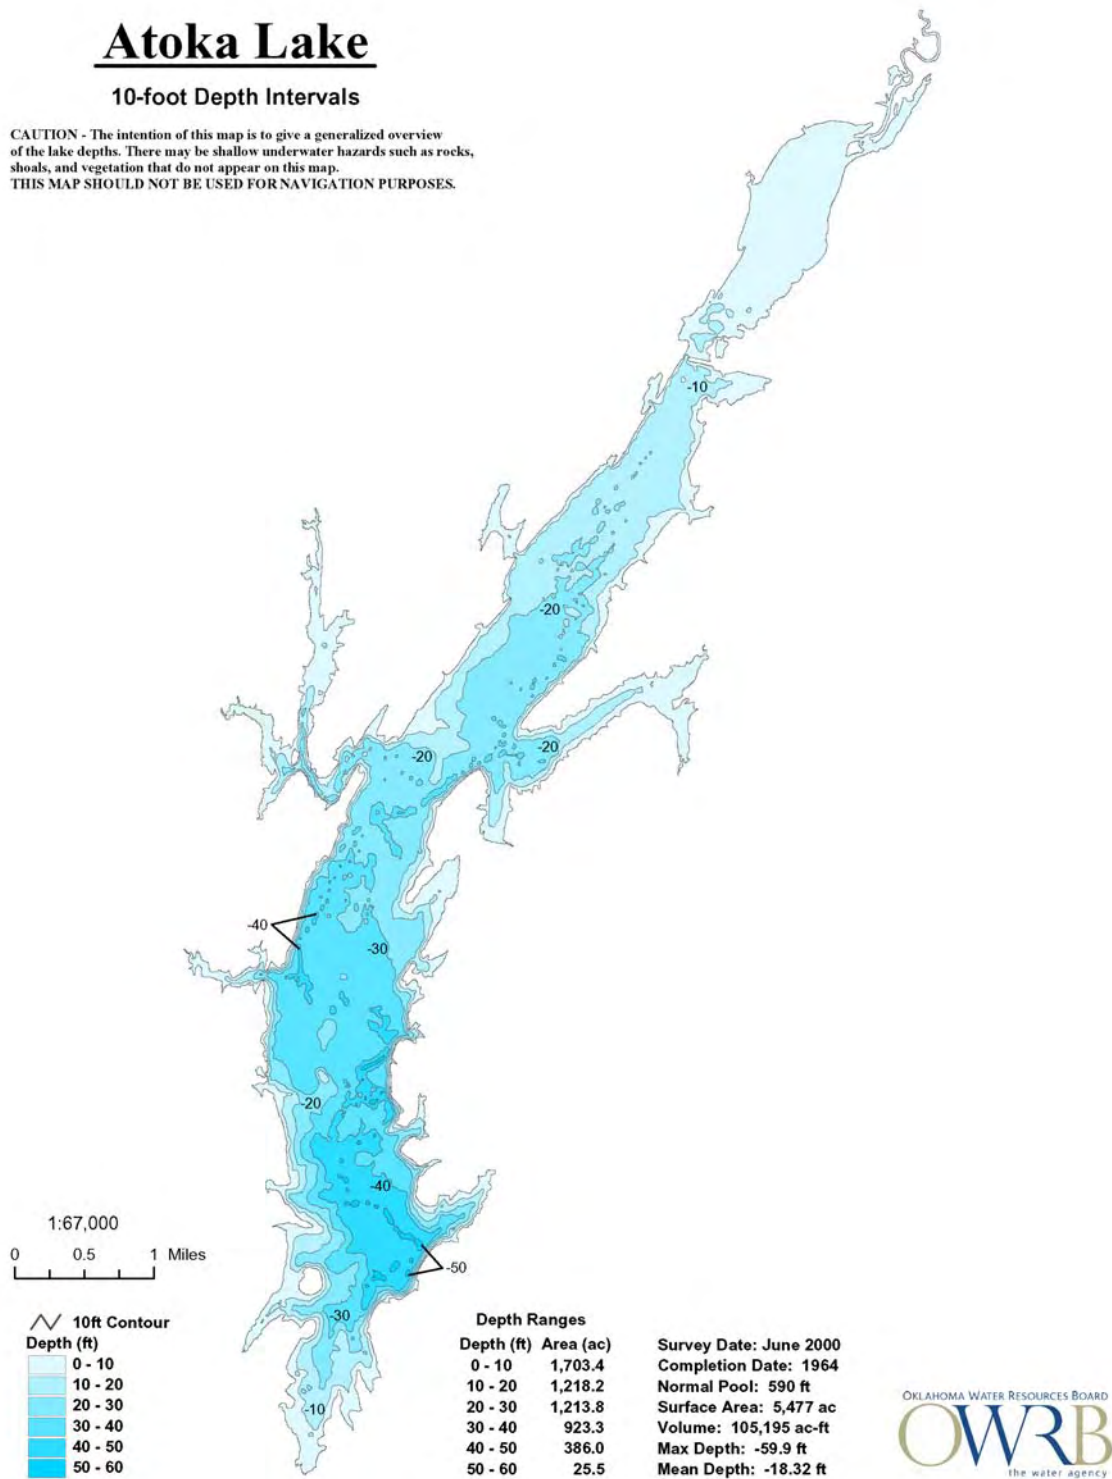 Atoka Lake
10-foot Depth Intervals
CAUTION - The intention of this map is to give a generalized overview
of the lake depths. There may be shallow underwater hazards such as rocks,
shoals, and vegetation that do not appear on this map.
THIS MAP SHOULD NOT BE USED FOR NAVIGATION PURPOSES.
-10
-20
-20
-20
-40
-30
-20
-40
-50
-30
-10
1:67,000
0 0.5 1 Miles
10ft Contour
Depth (ft)
0 - 10
10 - 20
20 - 30
30 - 40
40 - 50
50 - 60
Depth Ranges
Depth (ft) Area (ac)
0 - 10 1,703.4
10 - 20 1,218.2
20 - 30 1,213.8
30 - 40 923.3
40 - 50 386.0
50 - 60 25.5
Survey Date: June 2000
Completion Date: 1964
Normal Pool: 590 ft
Surface Area: 5,477 ac
Volume: 105,195 ac-ft
Max Depth: -59.9 ft
Mean Depth: -18.32 ft
OKLAHOMA WATER RESOURCES BOARD
OWRB
the water agency